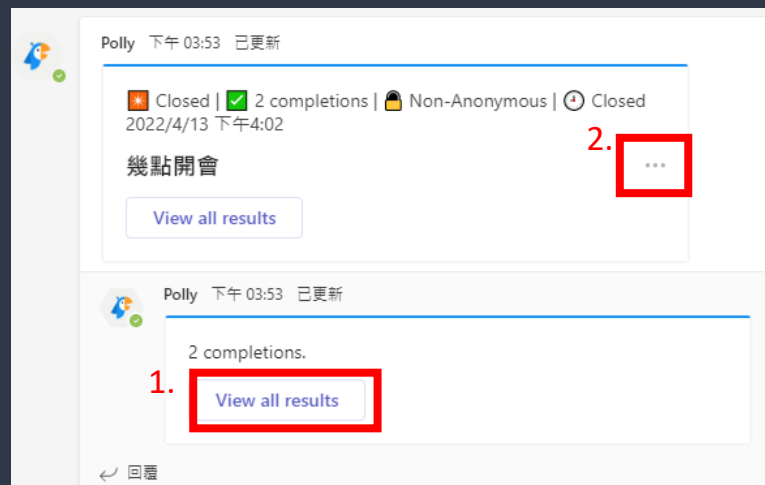 Polly 下午 03:53 已更新
Closed | 2 completions | Non-Anonymous | Closed
2022/4/13 下午4:02
2.
幾點開會
...
View all results
Polly 下午 03:53 已更新
2 completions.
1.
View all results
回覆